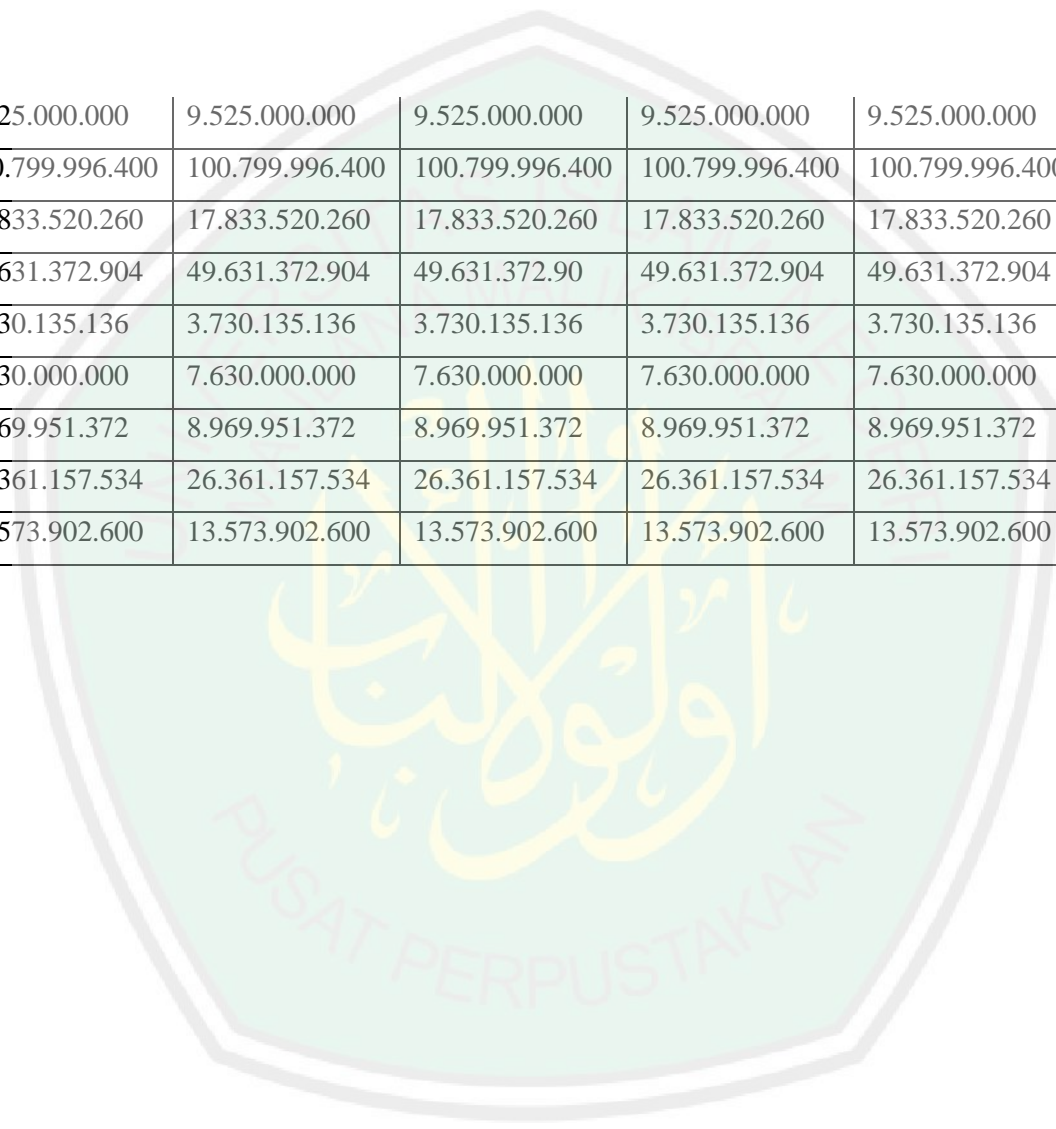 25.000.000 9.525.000.000 9.525.000.000 9.525.000.000 9.525.000.000
.799.996.400 100.799.996.400 100.799.996.400 100.799.996.400 100.799.996.400
833.520.260 17.833.520.260 17.833.520.260 17.833.520.260 17.833.520.260
631.372.904 49.631.372.904 49.631.372.90 49.631.372.904 49.631.372.904
30.135.136 3.730.135.136 3.730.135.136 3.730.135.136 3.730.135.136
30.000.000 7.630.000.000 7.630.000.000 7.630.000.000 7.630.000.000
69.951.372 8.969.951.372 8.969.951.372 8.969.951.372 8.969.951.372
361.157.534 26.361.157.534 26.361.157.534 26.361.157.534 26.361.157.534
573.902.600 13.573.902.600 13.573.902.600 13.573.902.600 13.573.902.600
UNIVERSITAS ISLAM NEGERI
MAULANA MALIK IBRAHIM
أولوا الألباب
PUSAT PERPUSTAKAAN